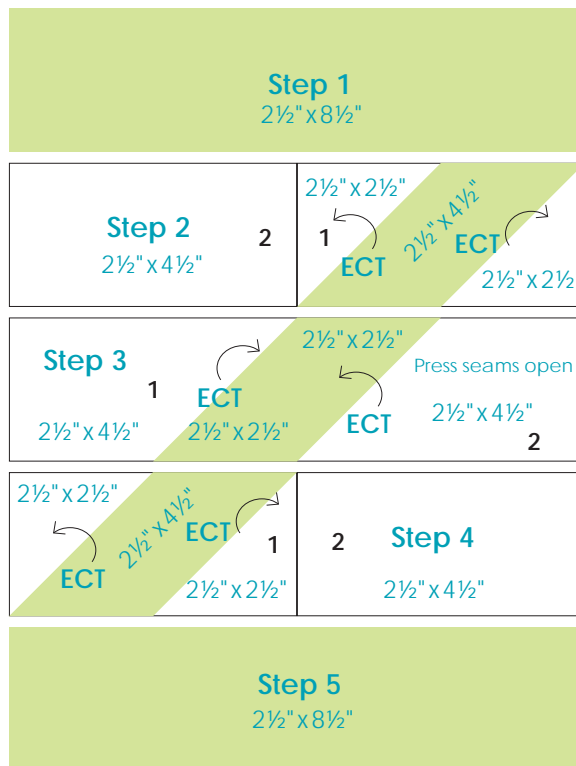 Step 1
2½" x 8½"
2½" x 2½"
2½" x 4½"
Step 2
2
1
ECT
ECT
2½" x 4½"
2½" x 2½
2½" x 2½"
Step 3
Press seams open
1
ECT
2½" x 4½"
ECT
2½" x 4½"
2½" x 2½"
2
2½" x 2½"
2½" x 4½"
ECT
1
2
Step 4
ECT
2½" x 2½"
2½" x 4½"
Step 5
2½" x 8½"